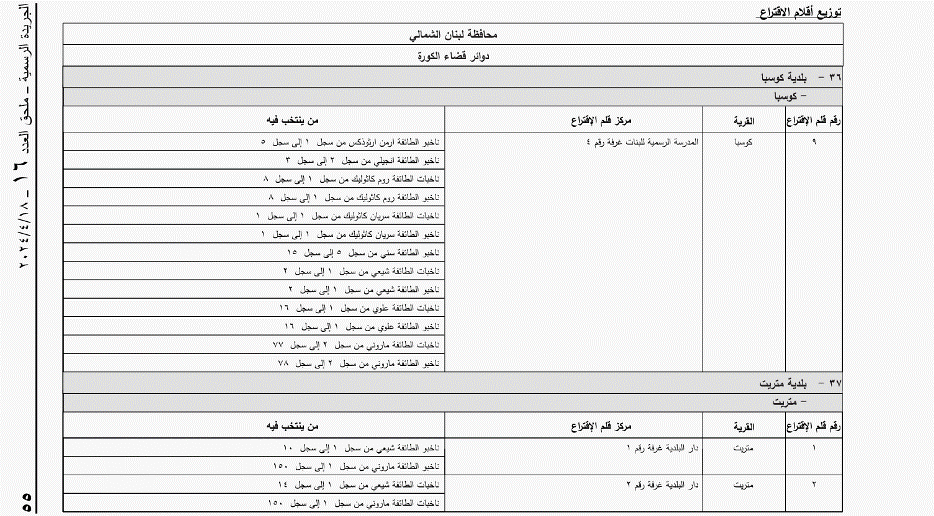 الجريدة الرسمية – ملحق العدد ١٦ – ٢٠٢٤/٤/١٨
توزيع أقلام الاقتراع
محافظة لبنان الشمالي
دوائر قضاء الكورة
٣٦ – بلدية كوسبا
– كوسبا
رقم قلم الإقتراع القرية مركز قلم الإقتراع من ينتخب فيه
٩ كوسبا المدرسة الرسمية للبنات غرفة رقم ٤ ناخبو الطائفة ارمن ارثوذكس من سجل ١ إلى سجل ٥
ناخبو الطائفة انجيلي من سجل ٢ إلى سجل ٣
ناخبات الطائفة روم كاثوليك من سجل ١ إلى سجل ٨
ناخبو الطائفة روم كاثوليك من سجل ١ إلى سجل ٨
ناخبات الطائفة سريان كاثوليك من سجل ١ إلى سجل ١
ناخبو الطائفة سريان كاثوليك من سجل ١ إلى سجل ١
ناخبو الطائفة سني من سجل ٥ إلى سجل ١٥
ناخبات الطائفة شيعي من سجل ١ إلى سجل ٢
ناخبو الطائفة شيعي من سجل ١ إلى سجل ٢
ناخبات الطائفة علوي من سجل ١ إلى سجل ١٦
ناخبو الطائفة علوي من سجل ١ إلى سجل ١٦
ناخبات الطائفة ماروني من سجل ٢ إلى سجل ٧٧
ناخبو الطائفة ماروني من سجل ٢ إلى سجل ٧٨
٣٧ – بلدية متريت
– متريت
رقم قلم الإقتراع القرية مركز قلم الإقتراع من ينتخب فيه
١ متريت دار البلدية غرفة رقم ١ ناخبو الطائفة شيعي من سجل ١ إلى سجل ١٠
ناخبو الطائفة ماروني من سجل ١ إلى سجل ١٥٠
٢ متريت دار البلدية غرفة رقم ٢ ناخبات الطائفة شيعي من سجل ١ إلى سجل ١٤
ناخبات الطائفة ماروني من سجل ١ إلى سجل ١٥٠
٥٥